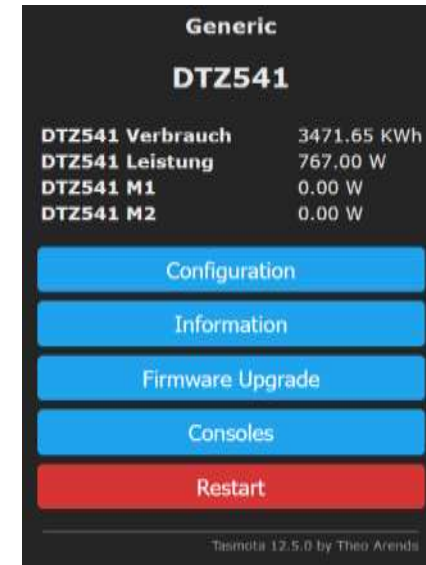 Generic
DTZ541
DTZ541 Verbrauch 3471.65 KWh
DTZ541 Leistung 767.00 W
DTZ541 M1 0.00 W
DTZ541 M2 0.00 W
Configuration
Information
Firmware Upgrade
Consoles
Restart
Tasmota 12.5.0 by Theo Arends